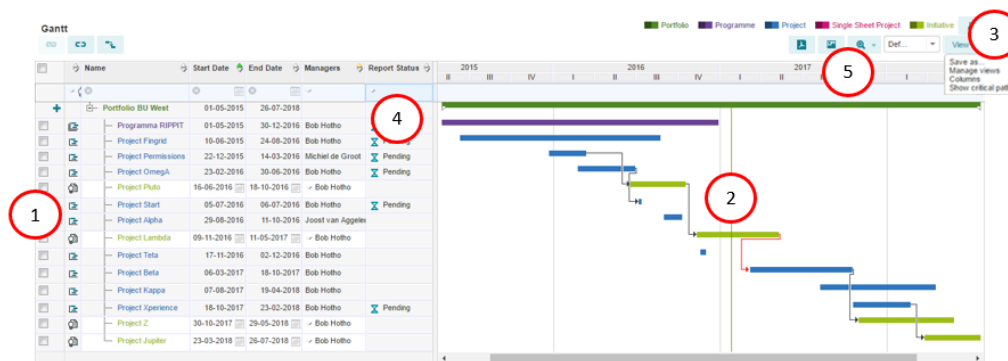 Gantt
Portfolio Programme Project Single Sheet Project Initiative
Def... View
3
5
Save as...
Manage views
Columns
Show critical path
Name Start Date End Date Managers Report Status
2015 2016 2017
II III IV I II III IV I II I
Portfolio BU West 01-05-2015 26-07-2018
4
Programma RIPPIT 01-05-2015 30-12-2016 Bob Hotho
Project Fingrid 10-06-2015 24-08-2016 Bob Hotho Pending
Project Permissions 22-12-2015 14-03-2016 Michiel de Groot Pending
Project OmegA 23-02-2016 30-06-2016 Bob Hotho Pending
Project Pluto 16-06-2016 18-10-2016 Bob Hotho
1
2
Project Start 05-07-2016 06-07-2016 Bob Hotho Pending
Project Alpha 29-08-2016 11-10-2016 Joost van Aggele
Project Lambda 09-11-2016 11-05-2017 Bob Hotho
Project Teta 17-11-2016 02-12-2016 Bob Hotho
Project Beta 06-03-2017 18-10-2017 Bob Hotho
Project Kappa 07-08-2017 19-04-2018 Bob Hotho
Project Xperience 18-10-2017 23-02-2018 Bob Hotho Pending
Project Z 30-10-2017 29-05-2018 Bob Hotho
Project Jupiter 23-03-2018 26-07-2018 Bob Hotho